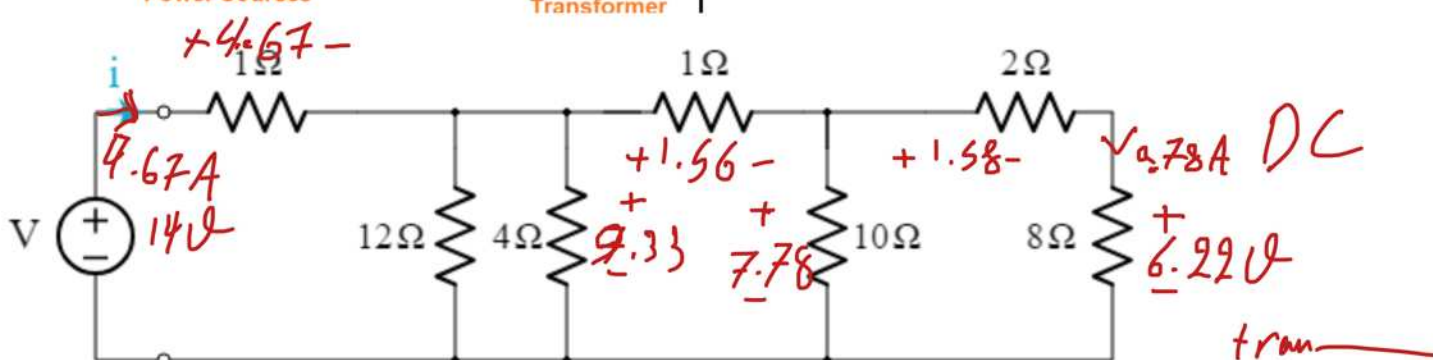 Transformer
+4.67-
i
1Ω
1Ω
2Ω
4.67A
+1.56-
+1.58-
0.78A
DC
V
+
-
14v
12Ω
4Ω
+
9.33
-
+
7.78
-
10Ω
8Ω
+
6.22v
-
tran